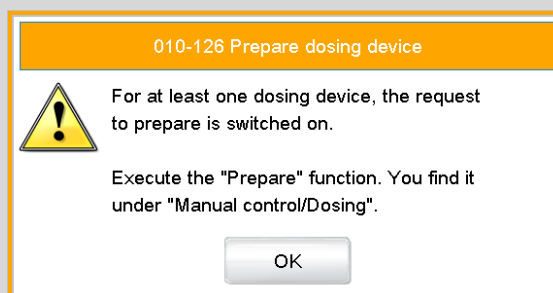 010-126 Prepare dosing device
For at least one dosing device, the request
to prepare is switched on.
Execute the "Prepare" function. You find it
under "Manual control/Dosing".
OK